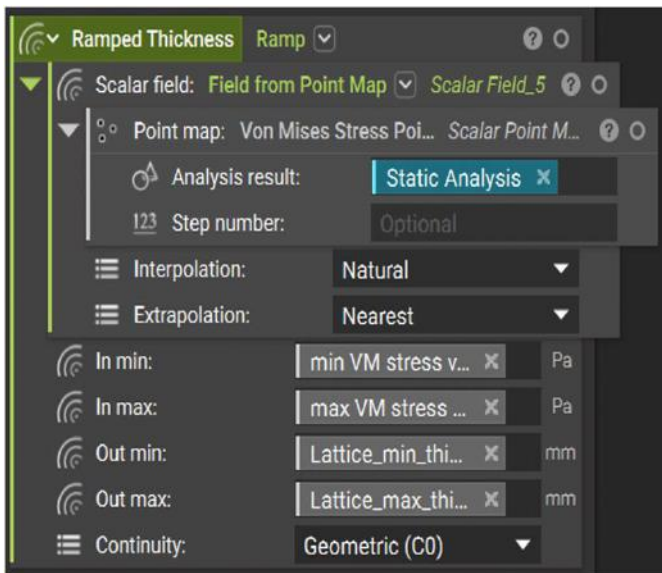 Ramped Thickness Ramp
Scalar field: Field from Point Map Scalar Field_5
Point map: Von Mises Stress Poi... Scalar Point M...
Analysis result: Static Analysis
123 Step number: Optional
Interpolation: Natural
Extrapolation: Nearest
In min: min VM stress v... Pa
In max: max VM stress ... Pa
Out min: Lattice_min_thi... mm
Out max: Lattice_max_thi... mm
Continuity: Geometric (C0)